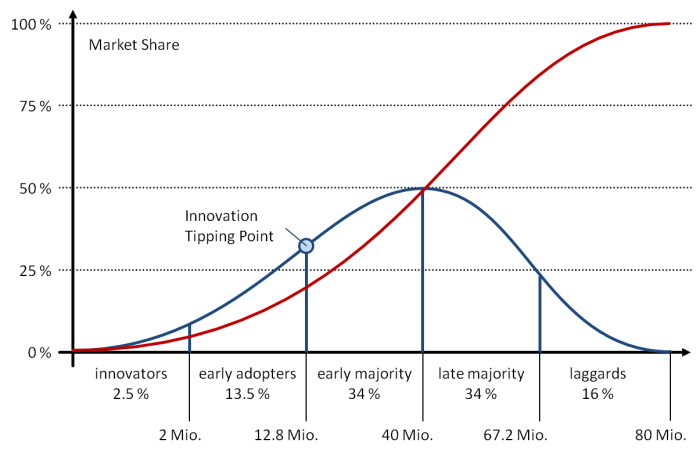 100 %
Market Share
75 %
50 %
Innovation
Tipping Point
25 %
0 %
innovators
2.5 %
early adopters
13.5 %
early majority
34 %
late majority
34 %
laggards
16 %
2 Mio.
12.8 Mio.
40 Mio.
67.2 Mio.
80 Mio.